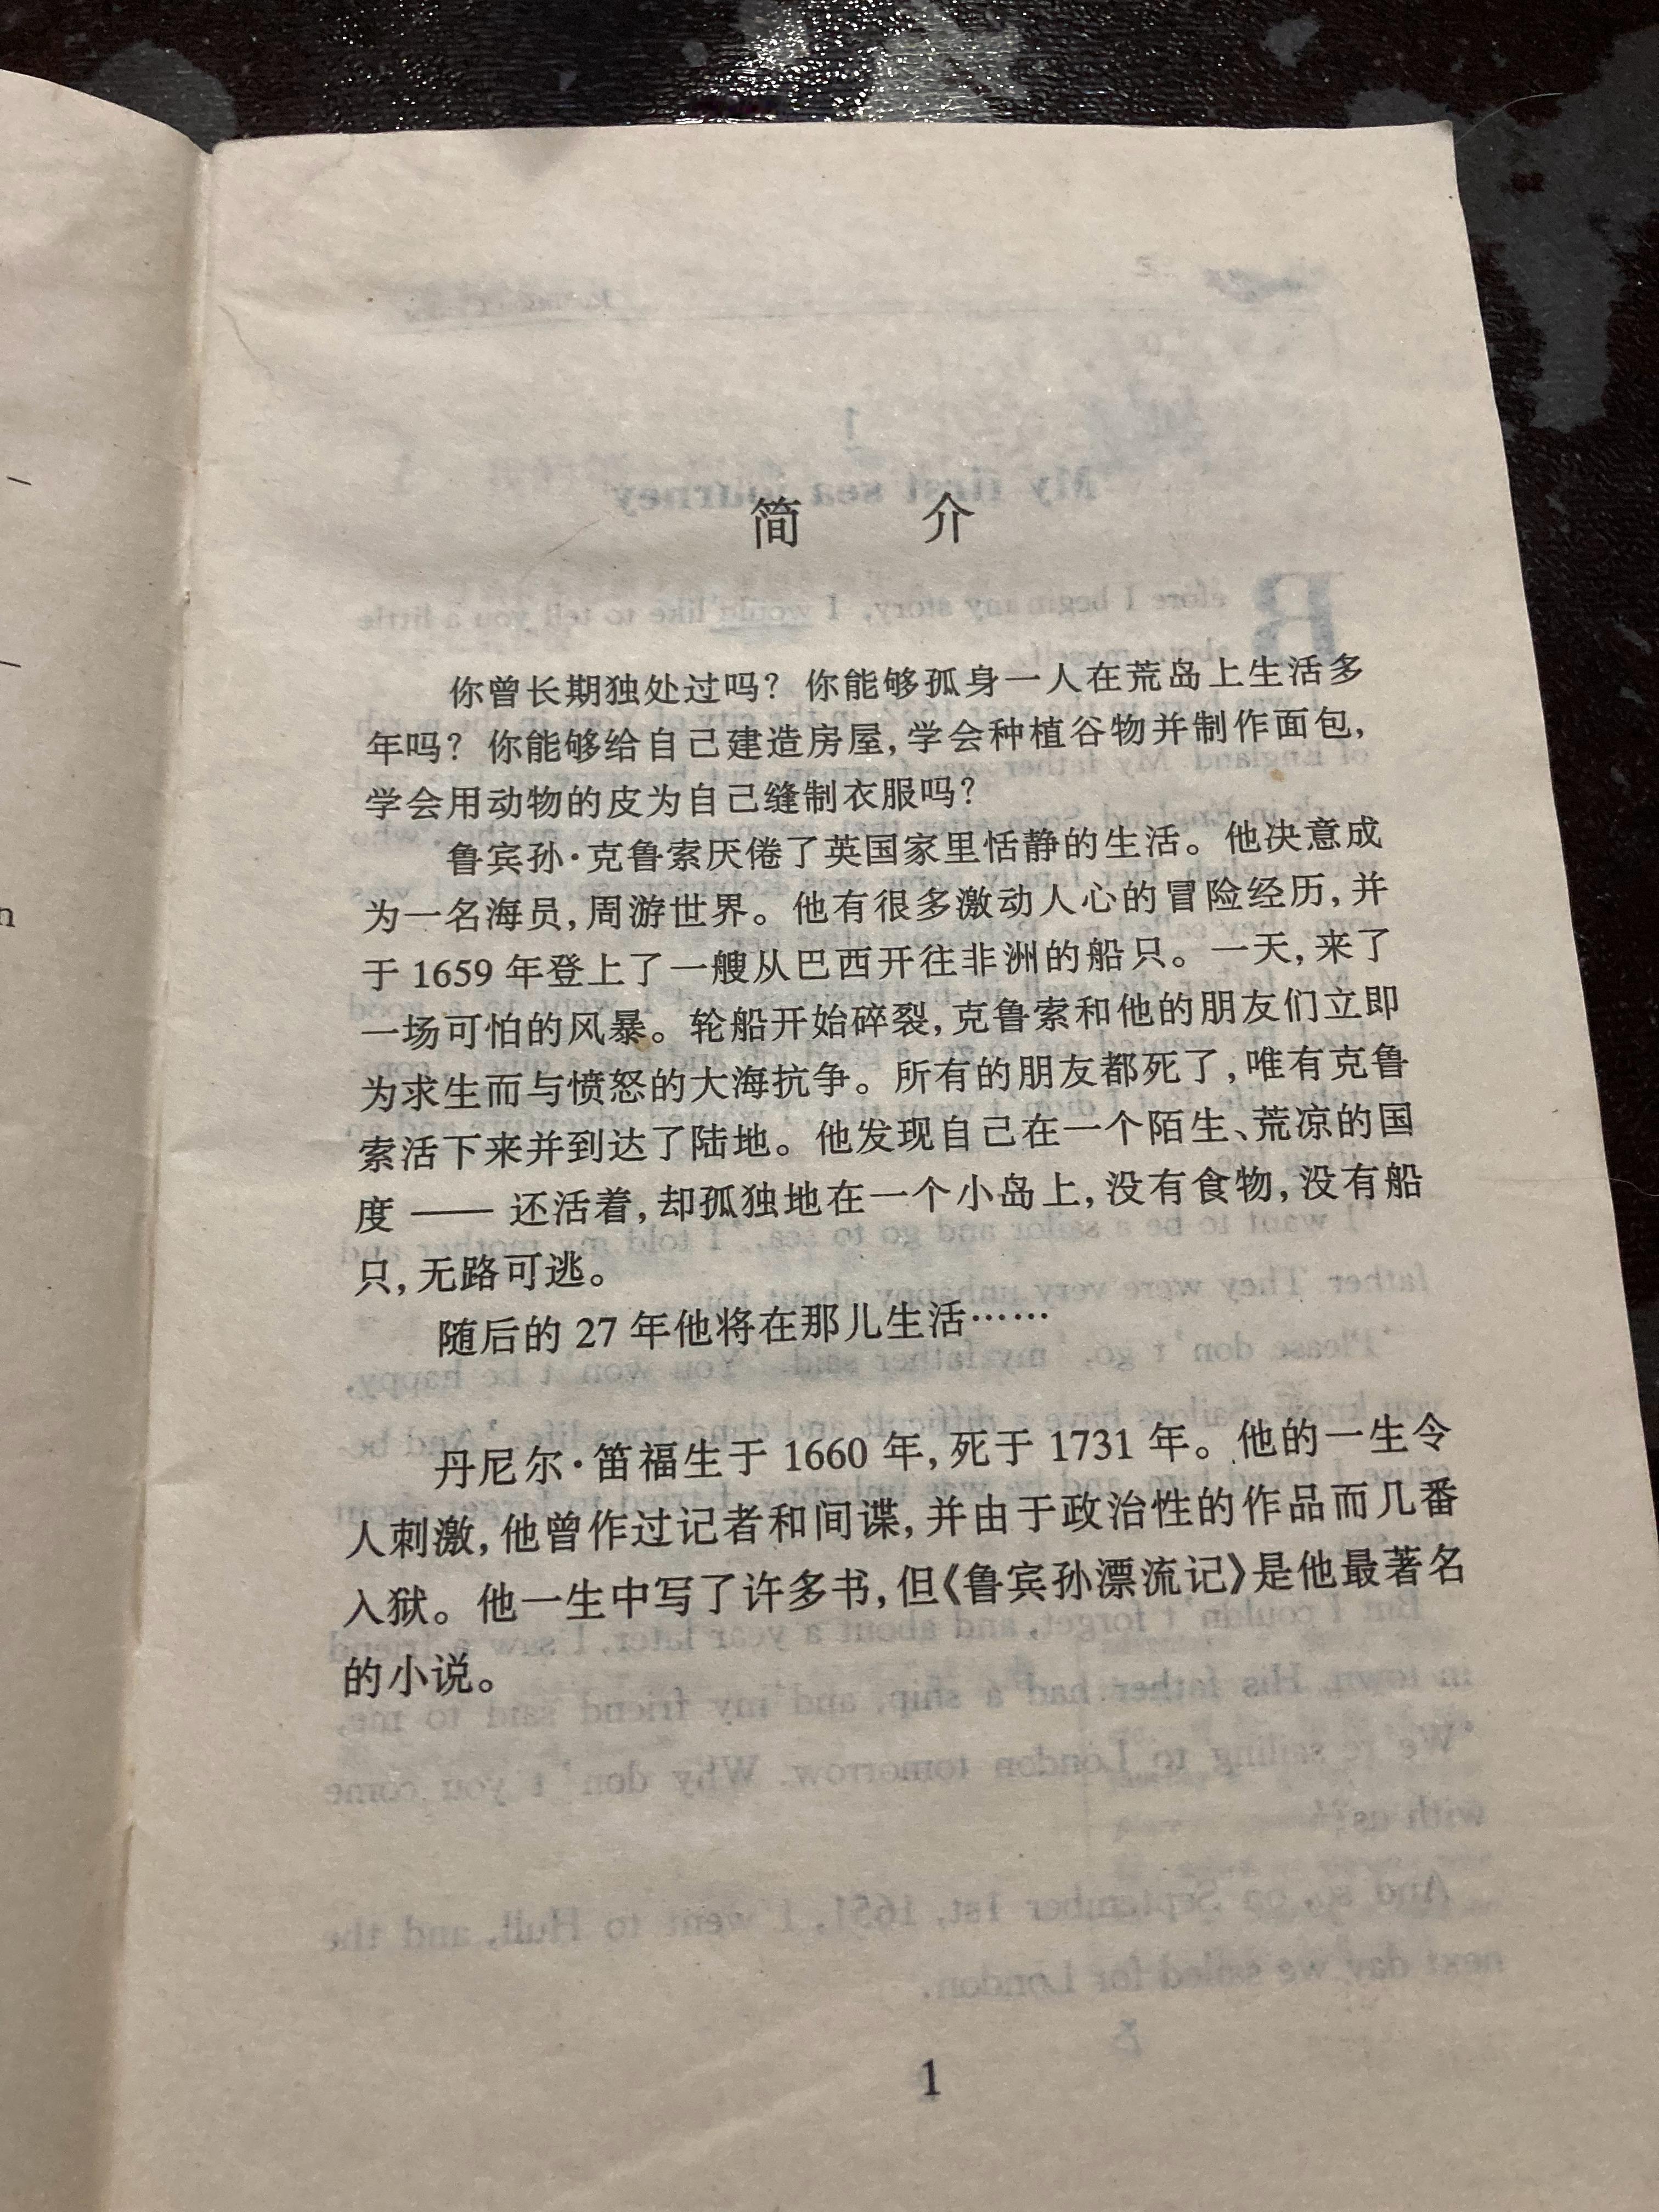 简 介
你曾长期独处过吗？你能够孤身一人在荒岛上生活多
年吗？你能够给自己建造房屋，学会种植谷物并制作面包，
学会用动物的皮为自己缝制衣服吗？
鲁宾孙·克鲁索厌倦了英国家里恬静的生活。他决意成
为一名海员，周游世界。他有很多激动人心的冒险经历，并
于 1659 年登上了一艘从巴西开往非洲的船只。一天，来了
一场可怕的风暴。轮船开始碎裂，克鲁索和他的朋友们立即
为求生而与愤怒的大海抗争。所有的朋友都死了，唯有克鲁
索活下来并到达了陆地。他发现自己在一个陌生、荒凉的国
度 —— 还活着，却孤独地在一个小岛上，没有食物，没有船
只，无路可逃。
随后的 27 年他将在那儿生活……
丹尼尔·笛福生于 1660 年，死于 1731 年。他的一生令
人刺激，他曾作过记者和间谍，并由于政治性的作品而几番
入狱。他一生中写了许多书，但《鲁宾孙漂流记》是他最著名
的小说。
1